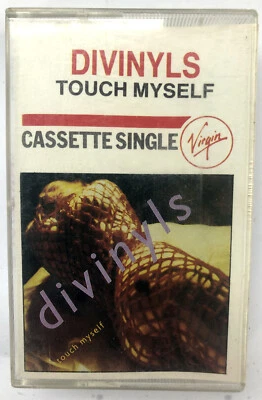 DIVINYLS
TOUCH MYSELF
CASSETTE SINGLE
Virgin
divinyls
touch myself